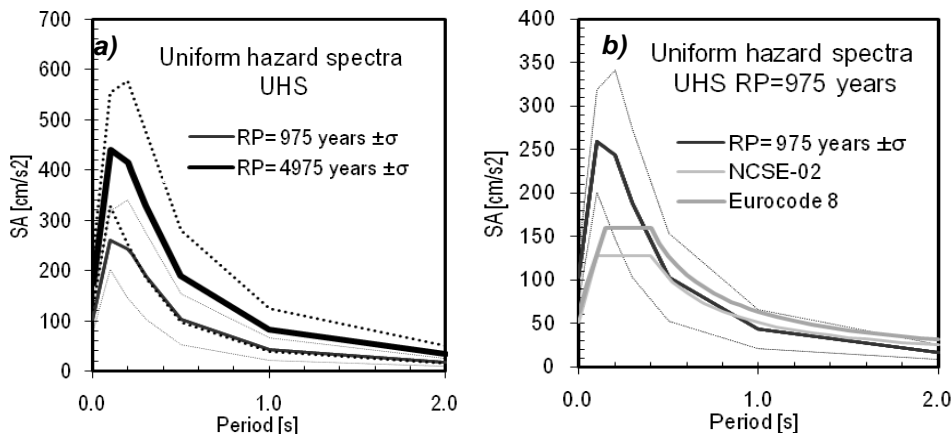 a)
Uniform hazard spectra
UHS
RP= 975 years ±σ
RP= 4975 years ±σ
SA [cm/s2]
700
600
500
400
300
200
100
0
0.0 1.0 2.0
Period [s]
b)
Uniform hazard spectra
UHS RP=975 years
RP= 975 years ±σ
NCSE-02
Eurocode 8
SA [cm/s2]
400
350
300
250
200
150
100
50
0
0.0 1.0 2.0
Period [s]